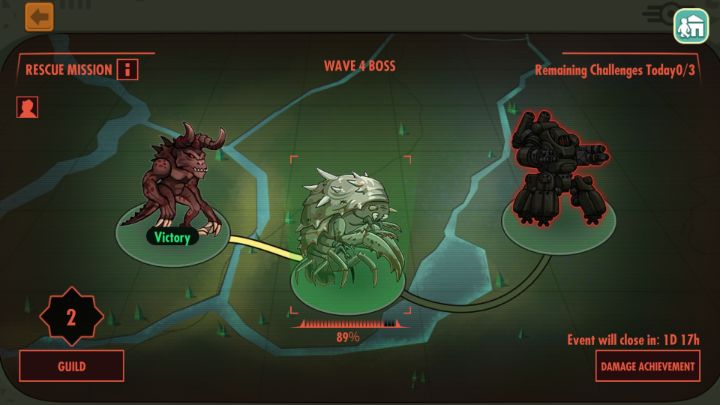 RESCUE MISSION i
WAVE 4 BOSS
Remaining Challenges Today0/3
Victory
89%
2
GUILD
Event will close in: 1D 17h
DAMAGE ACHIEVEMENT